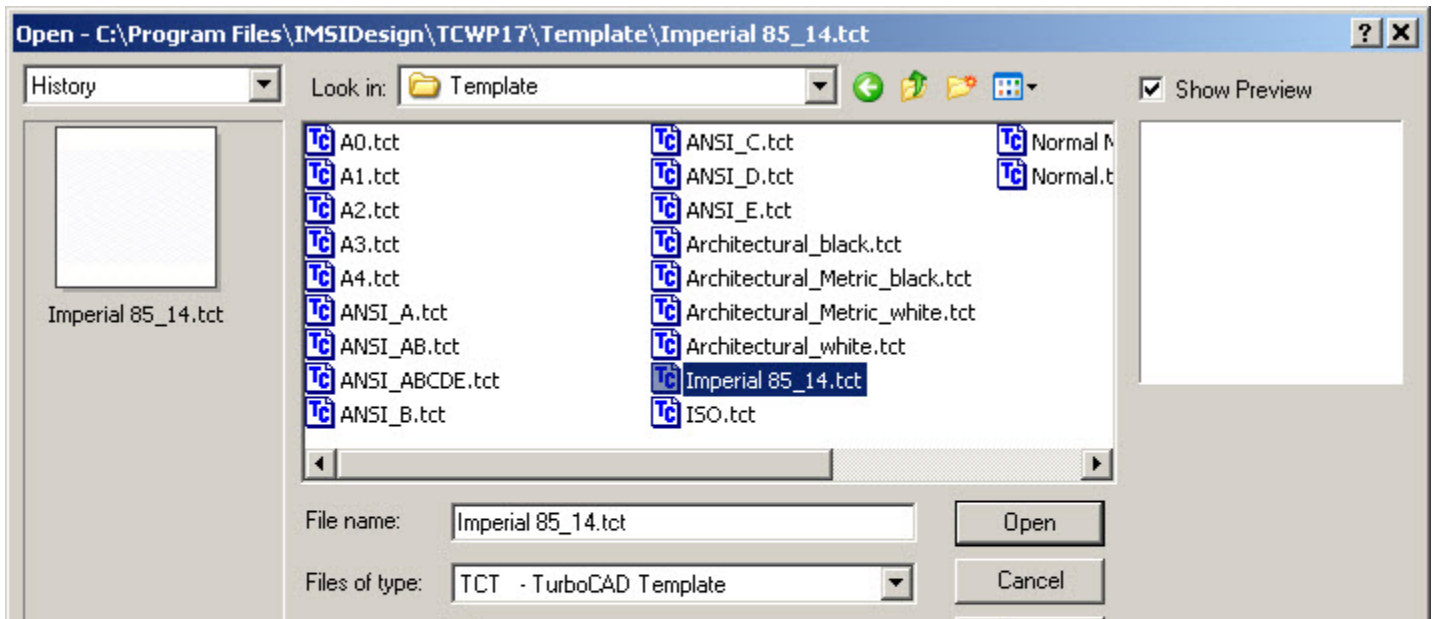 Open - C:\Program Files\IMSIDesign\TCWP17\Template\Imperial 85_14.tct
History
Look in: Template
Show Preview
Imperial 85_14.tct
A0.tct
A1.tct
A2.tct
A3.tct
A4.tct
ANSI_A.tct
ANSI_AB.tct
ANSI_ABCDE.tct
ANSI_B.tct
ANSI_C.tct
ANSI_D.tct
ANSI_E.tct
Architectural_black.tct
Architectural_Metric_black.tct
Architectural_Metric_white.tct
Architectural_white.tct
Imperial 85_14.tct
ISO.tct
Normal
Normal.t
File name: Imperial 85_14.tct
Open
Files of type: TCT - TurboCAD Template
Cancel